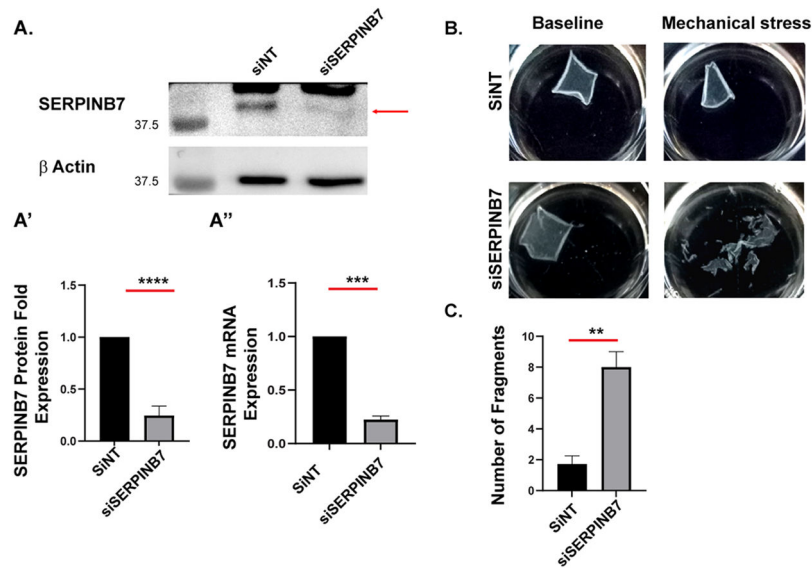 A.
siNT
siSERPINB7
SERPINB7
37.5
β Actin
37.5
A'
SERPINB7 Protein Fold
Expression
1.5
1.0
0.5
0.0
****
SiNT
siSERPINB7
A''
SERPINB7 mRNA
Expression
1.5
1.0
0.5
0.0
***
SiNT
siSERPINB7
B.
Baseline
Mechanical stress
SiNT
siSERPINB7
C.
Number of Fragments
10
8
6
4
2
0
**
SiNT
siSERPINB7